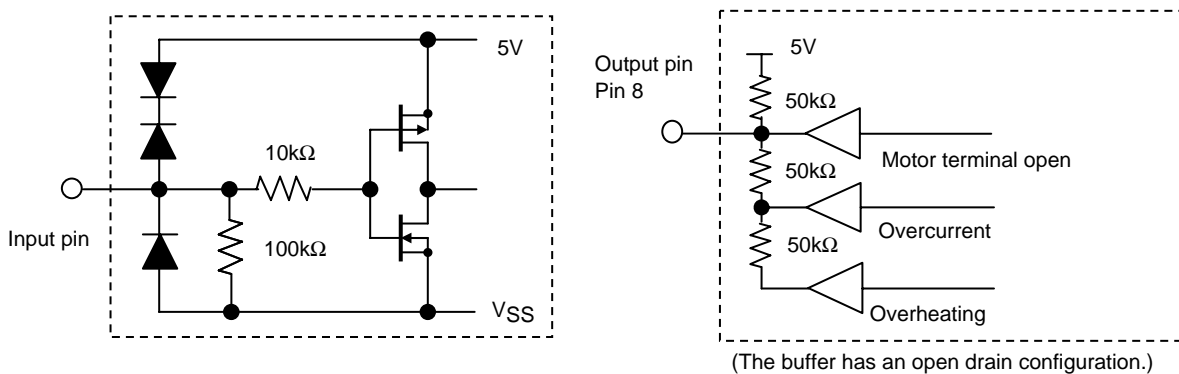 5V
10kΩ
Input pin
100kΩ
VSS
Output pin
Pin 8
5V
50kΩ
Motor terminal open
50kΩ
Overcurrent
50kΩ
Overheating
(The buffer has an open drain configuration.)